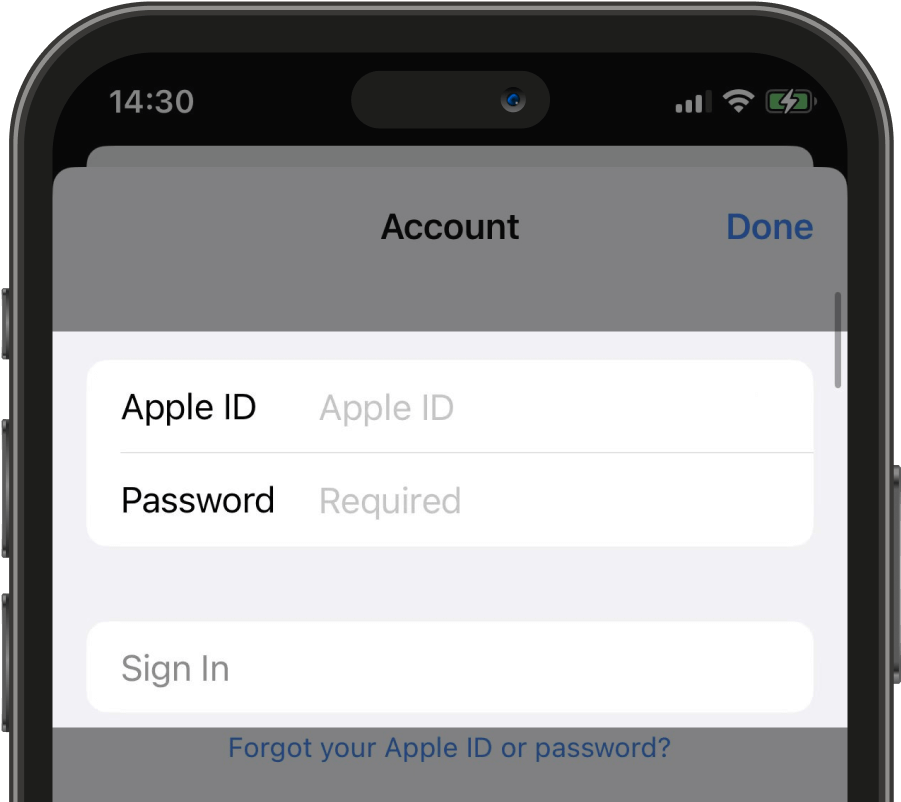 14:30
Account Done
Apple ID Apple ID
Password Required
Sign In
Forgot your Apple ID or password?